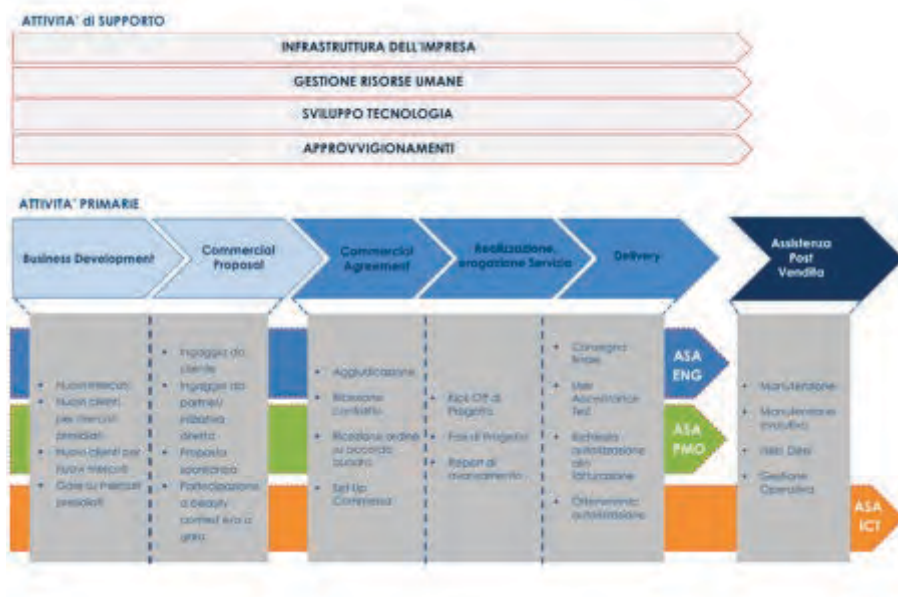 ATTIVITA' di SUPPORTO
INFRASTRUTTURA DELL'IMPRESA
GESTIONE RISORSE UMANE
SVILUPPO TECNOLOGIA
APPROVVIGIONAMENTI
ATTIVITA' PRIMARIE
Business Development
Commercial
Proposal
Commercial
Agreement
Realizzazione,
erogazione Servizio
Delivery
Assistenza
Post
Vendita
• Nuovi mercati
• Nuovi clienti
per mercati
presidiati
• Nuovi clienti per
nuovi mercati
• Gare su mercati
presidiati
• Ingaggio da
cliente
• Ingaggio da
partner/
iniziativa
diretta
• Proposta
spontanea
• Partecipazione
a beauty
contest e/o a
gara
• Aggiudicazione
• Ricezione
contratto
• Ricezione ordine
su accordo
quadro
• Set Up
Commessa
• Kick Off di
Progetto
• Fasi di Progetto
• Report di
avanzamento
• Consegna
finale
• User
Acceptance
Test
• Richiesta
autorizzazione
alla
fatturazione
• Ottenimento
autorizzazione
• Manutenzione
• Manutenzione
evolutiva
• Help Desk
• Gestione
Operativa
ASA
ENG
ASA
PMO
ASA
ICT